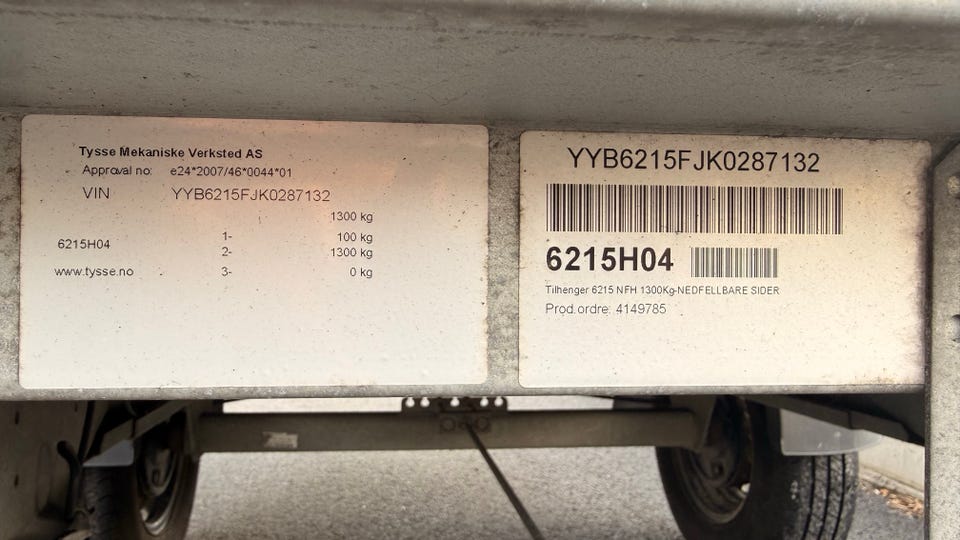 Tysse Mekaniske Verksted AS
Approval no: e24*2007/46*0044*01
VIN YYB6215FJK0287132
1300 kg
1- 100 kg
6215H04
2- 1300 kg
www.tysse.no 3- 0 kg
YYB6215FJK0287132
6215H04
Tilhenger 6215 NFH 1300Kg-NEDFELLBARE SIDER
Prod.ordre: 4149785